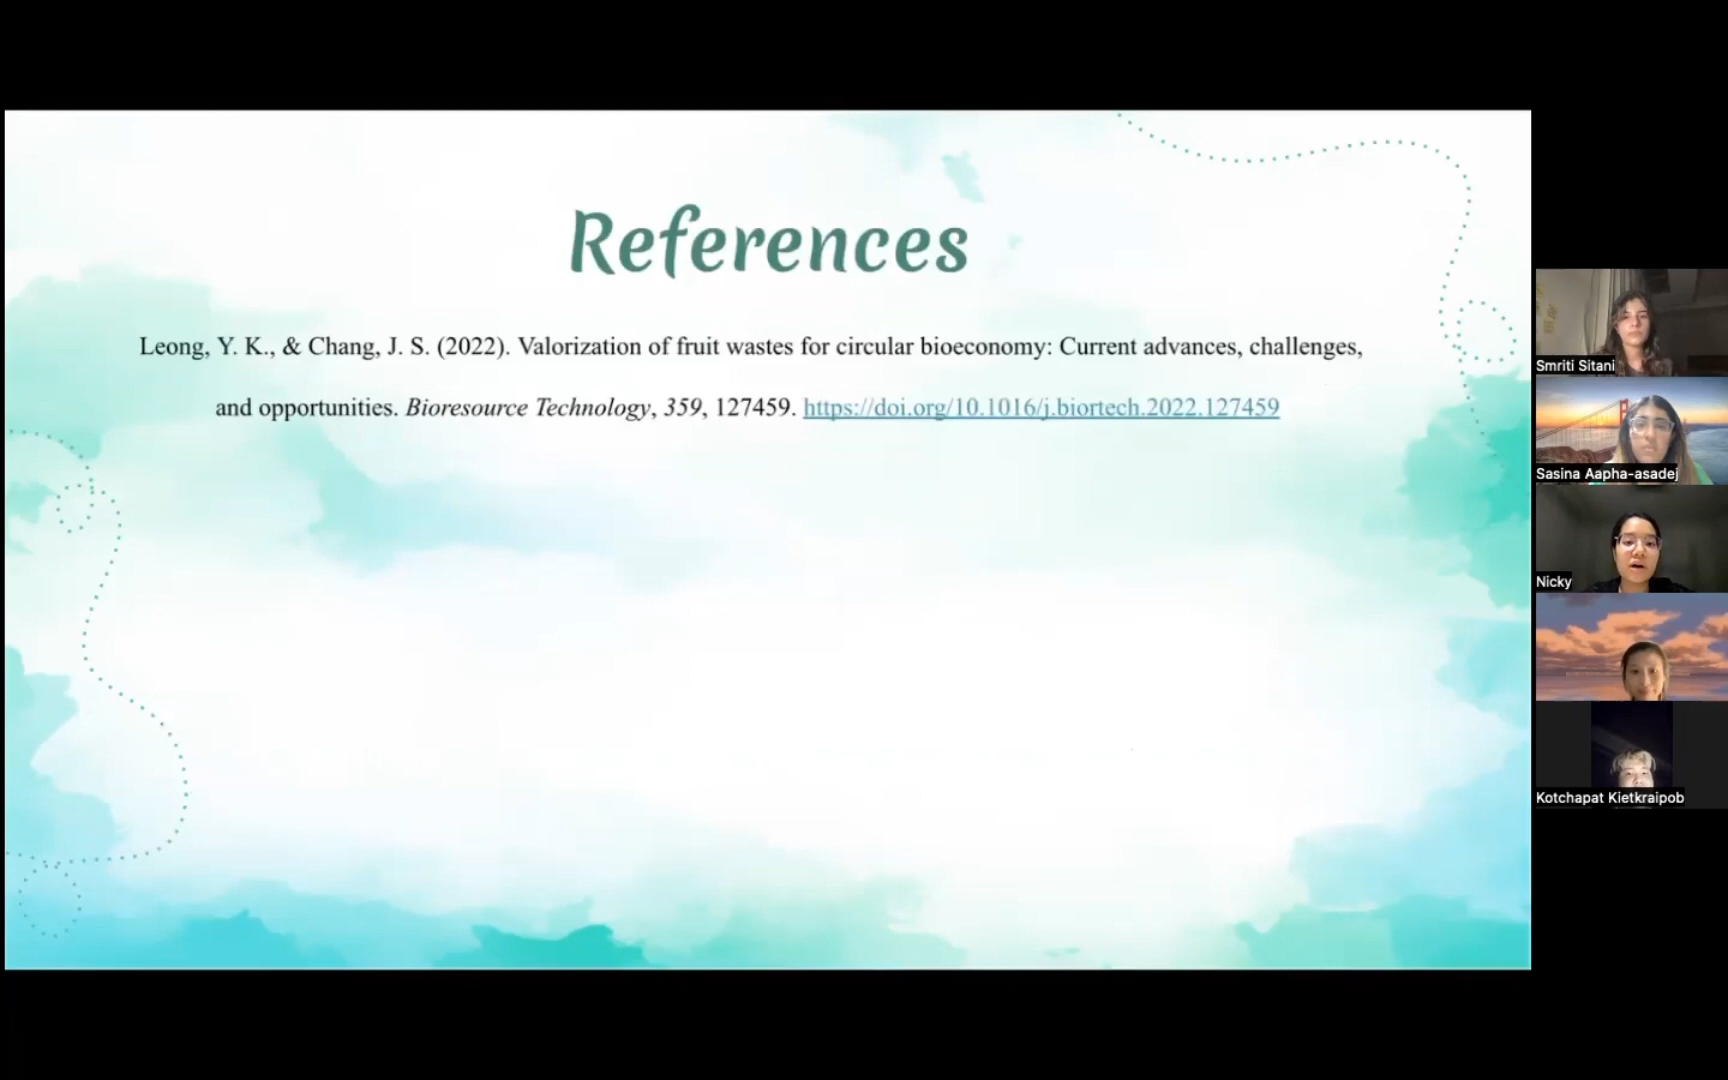 References
Leong, Y. K., & Chang, J. S. (2022). Valorization of fruit wastes for circular bioeconomy: Current advances, challenges,
and opportunities. Bioresource Technology, 359, 127459. https://doi.org/10.1016/j.biortech.2022.127459
Smriti Sitani
Sasina Aapha-asadej
Nicky
Kotchapat Kietkraipob